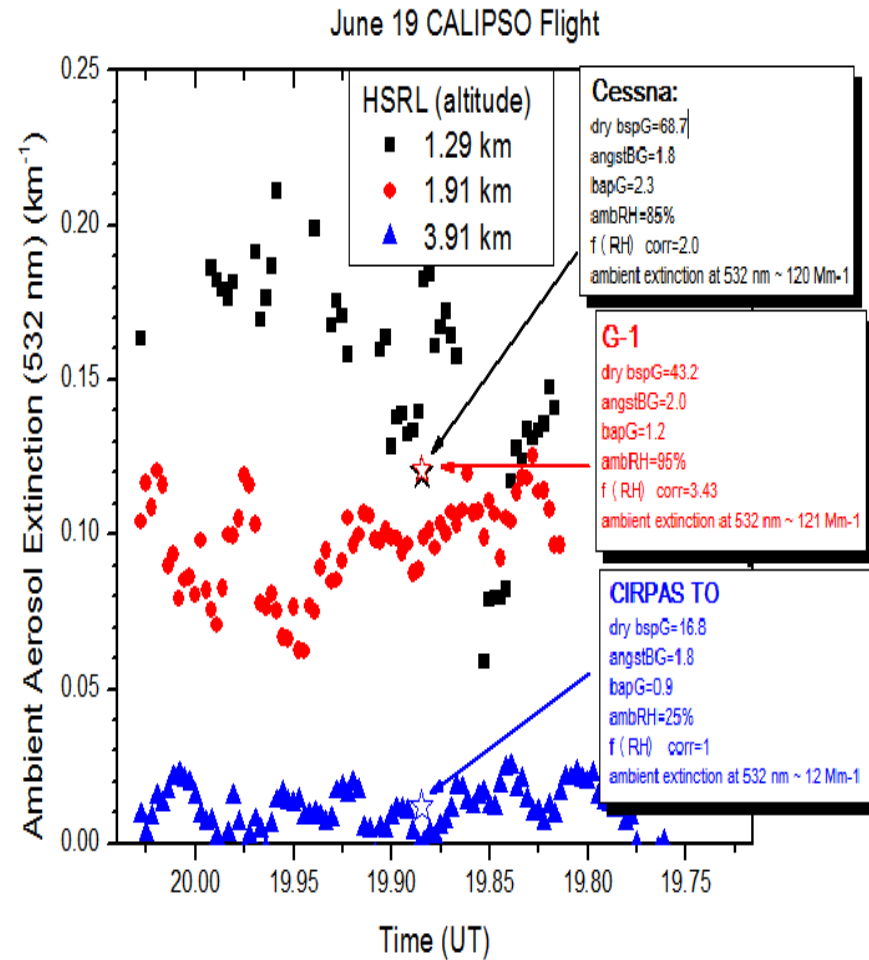 June 19 CALIPSO Flight
Ambient Aerosol Extinction (532 nm) (km⁻¹)
0.25
0.20
0.15
0.10
0.05
0.00
HSRL (altitude)
1.29 km
1.91 km
3.91 km
Cessna:
dry bspG=68.7
angstBG=1.8
bapG=2.3
ambRH=85%
f (RH) corr=2.0
ambient extinction at 532 nm ~ 120 Mm-1
G-1
dry bspG=43.2
angstBG=2.0
bapG=1.2
ambRH=95%
f (RH) corr=3.43
ambient extinction at 532 nm ~ 121 Mm-1
CIRPAS TO
dry bspG=16.8
angstBG=1.8
bapG=0.9
ambRH=25%
f (RH) corr=1
ambient extinction at 532 nm ~ 12 Mm-1
20.00 19.95 19.90 19.85 19.80 19.75
Time (UT)